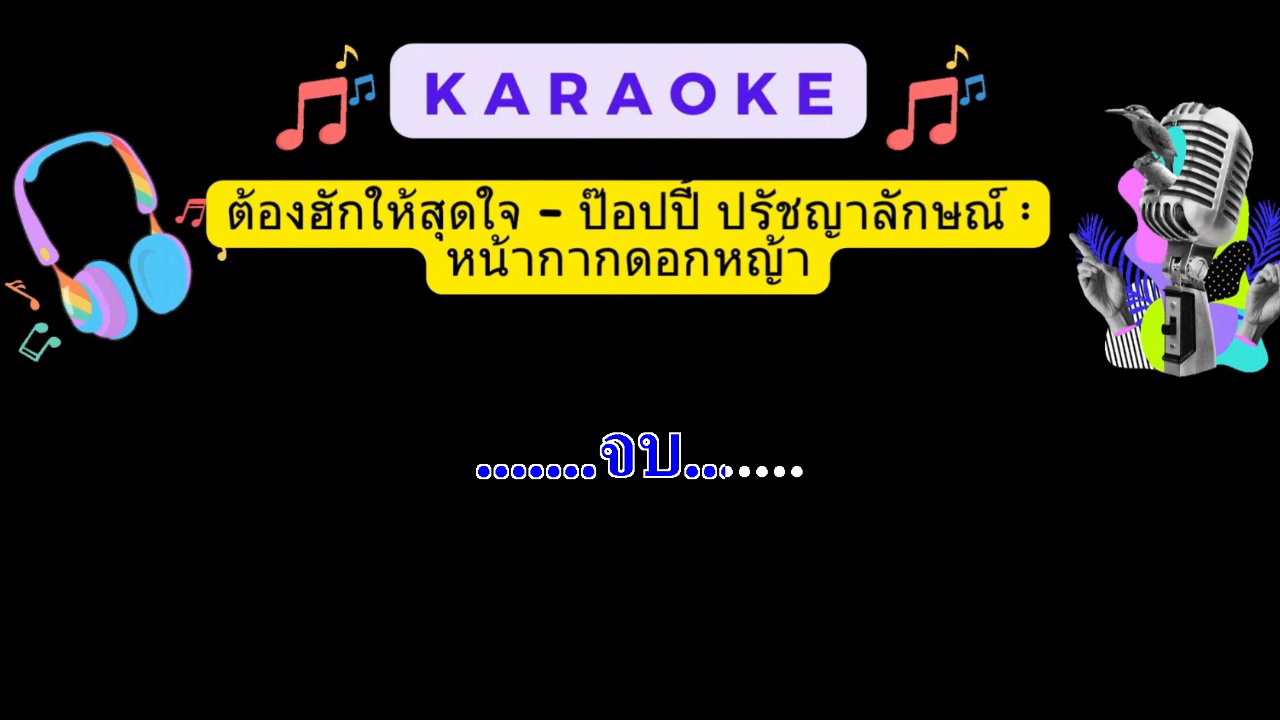 KARAOKE
ต้องฮักให้สุดใจ - ป๊อปปี้ ปรัชญาลักษณ์ :
หน้ากากดอกหญ้า
.......จบ.......